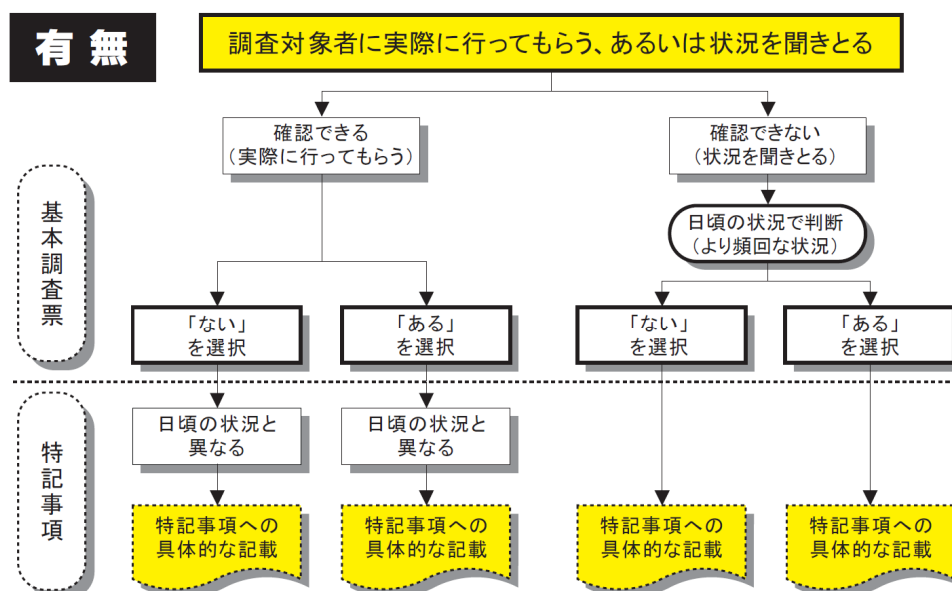 有無
調査対象者に実際に行ってもらう、あるいは状況を聞きとる
確認できる
（実際に行ってもらう）
確認できない
（状況を聞きとる）
基本調査票
日頃の状況で判断
（より頻回な状況）
「ない」
を選択
「ある」
を選択
「ない」
を選択
「ある」
を選択
特記事項
日頃の状況と
異なる
日頃の状況と
異なる
特記事項への
具体的な記載
特記事項への
具体的な記載
特記事項への
具体的な記載
特記事項への
具体的な記載